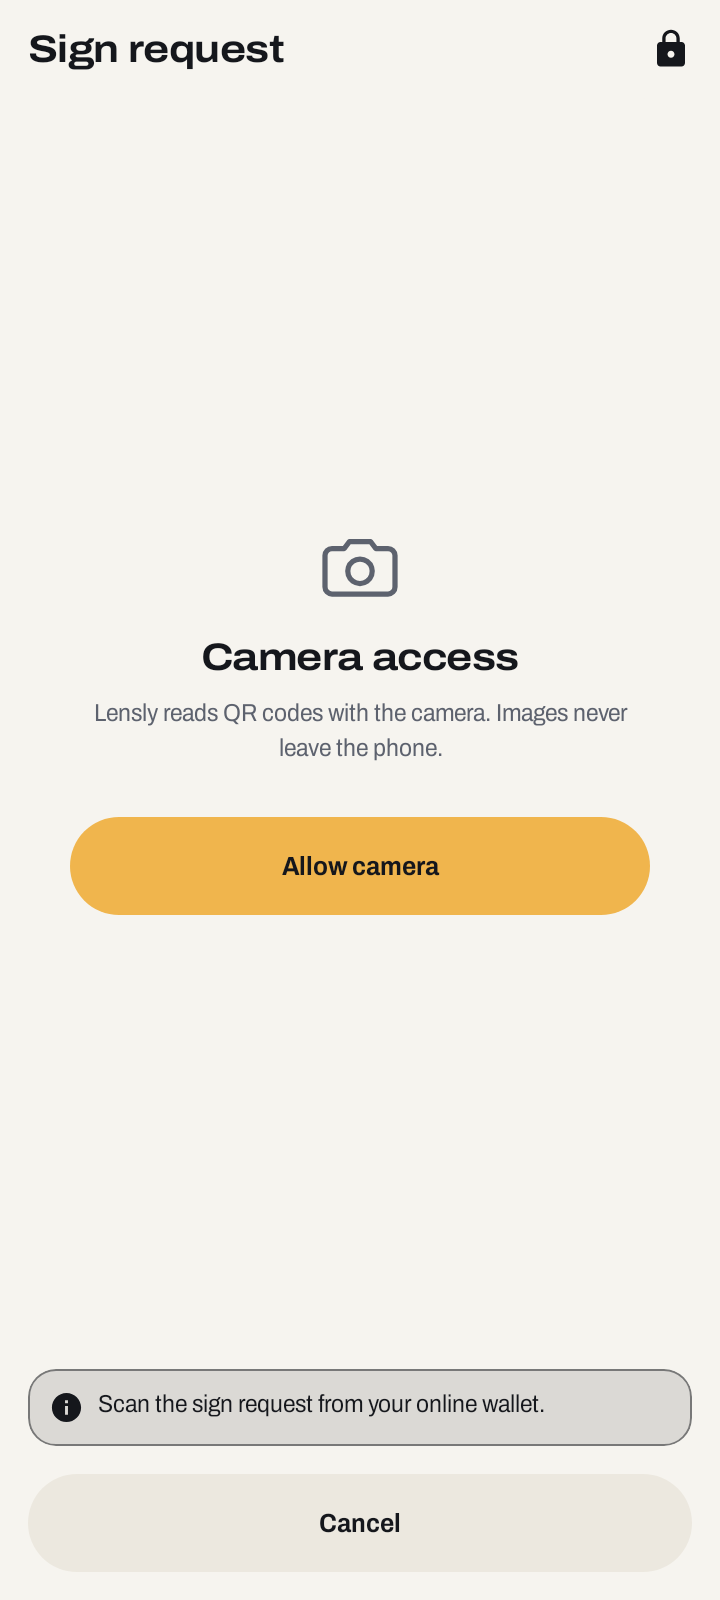 Sign request
Camera access
Lensly reads QR codes with the camera. Images never
leave the phone.
Allow camera
Scan the sign request from your online wallet.
Cancel